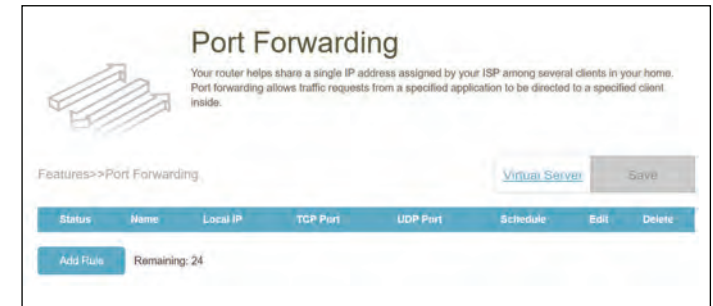 Port Forwarding
Your router helps share a single IP address assigned by your ISP among several clients in your home.
Port forwarding allows traffic requests from a specified application to be directed to a specified client
inside.
Features>>Port Forwarding Virtual Server Save
Status Name Local IP TCP Port UDP Port Schedule Edit Delete
Add Rule Remaining: 24